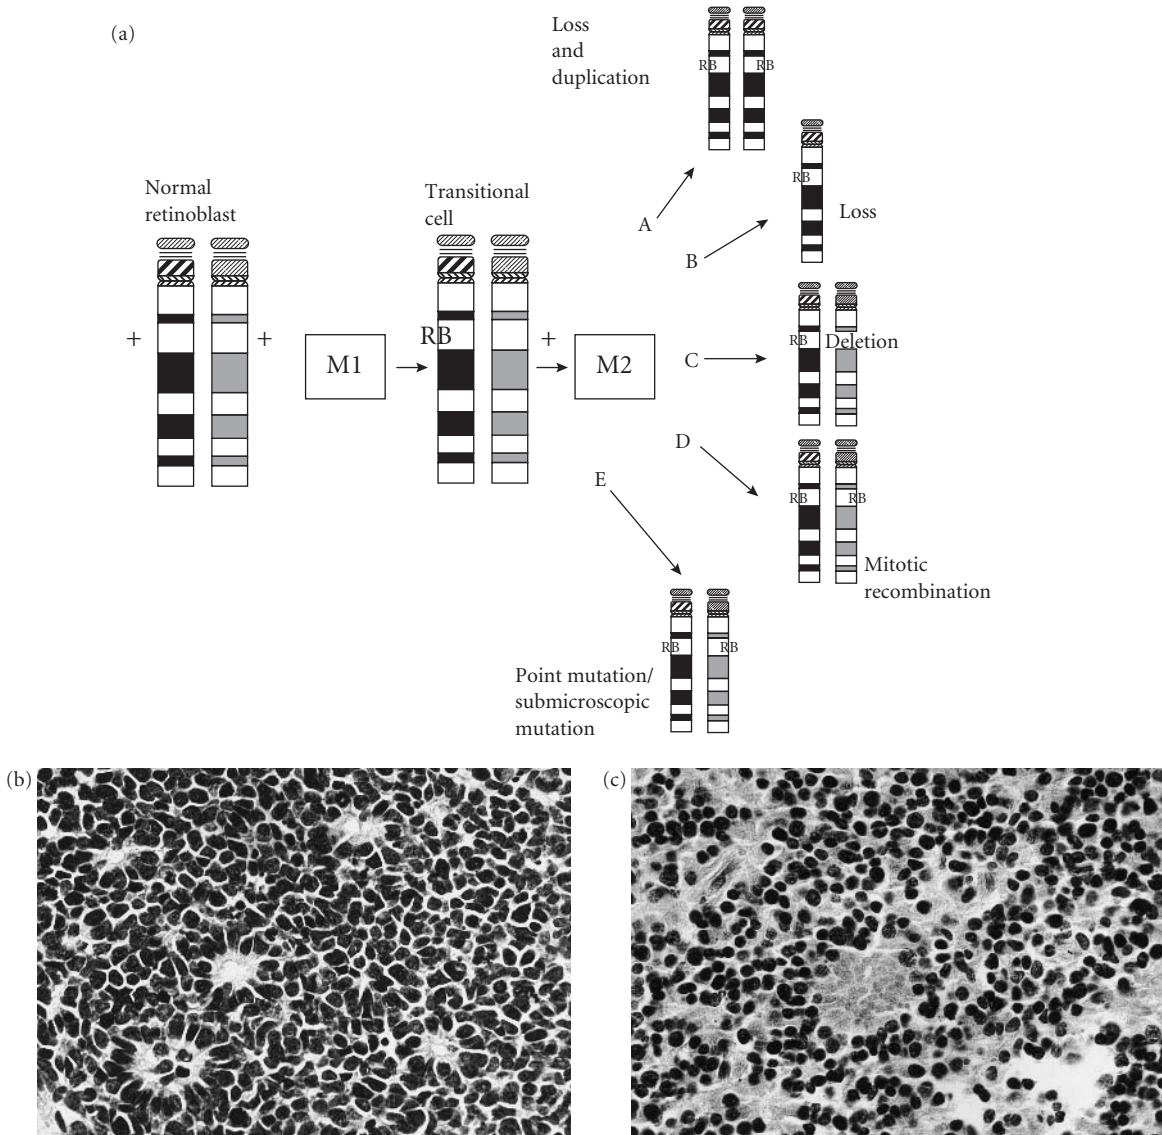 (a)
Loss
and
duplication
RB RB
RB
Loss
Normal
retinoblast
Transitional
cell
A
B
+ +
RB +
M1
M2
C
RB Deletion
D
RB RB
Mitotic
recombination
E
RB RB
Point mutation/
submicroscopic
mutation
(b)
(c)